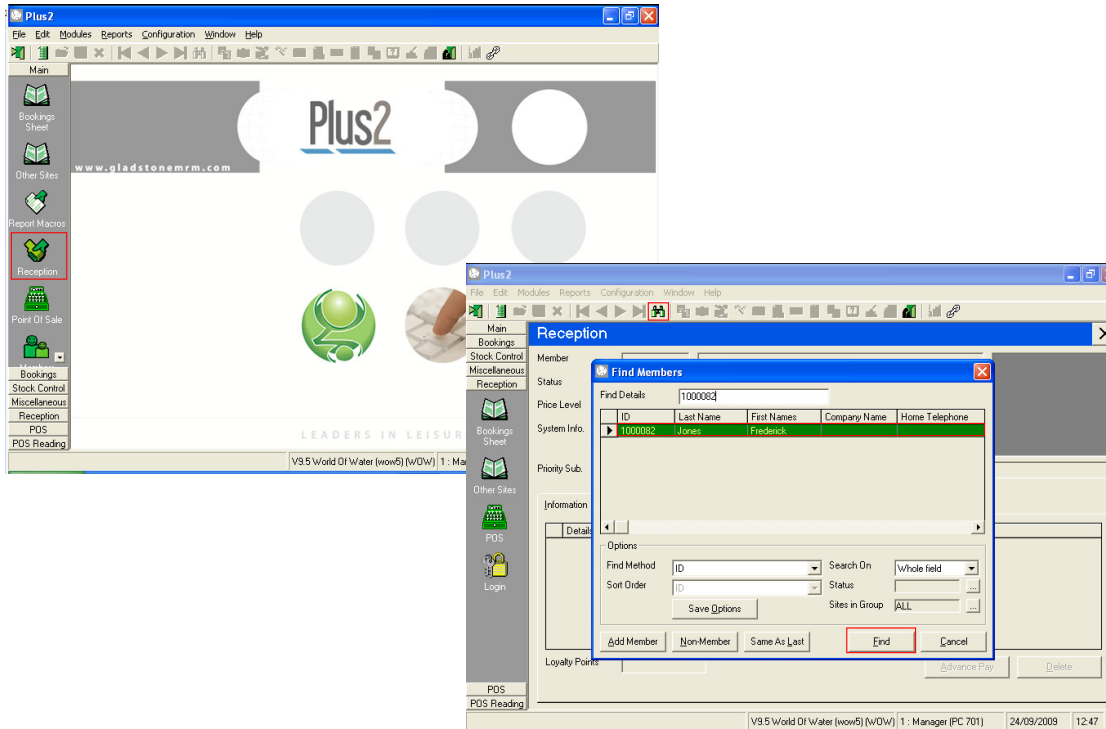 Plus2
File Edit Modules Reports Configuration Window Help
Main
Bookings
Sheet
Other Sites
Report Macros
Reception
Point Of Sale
Bookings
Stock Control
Miscellaneous
Reception
POS
POS Reading
Plus2
www.gladstonemrm.com
LEADERS IN LEISUR
V9.5 World Of Water (wow5) (WOW) 1 : Ma
Plus2
File Edit Modules Reports Configuration Window Help
Main
Bookings
Stock Control
Miscellaneous
Reception
Bookings
Sheet
Other Sites
POS
Login
POS
POS Reading
Reception
Member
Status
Price Level
System Info.
Priority Sub.
Information
Details
Loyalty Points
Advance Pay Delete
Find Members
Find Details 1000082
ID Last Name First Names Company Name Home Telephone
1000082 Jones Frederick
Options
Find Method ID Search On Whole field
Sort Order ID Status ...
Save Options Sites in Group ALL ...
Add Member Non-Member Same As Last Find Cancel
V9.5 World Of Water (wow5) (WOW) 1 : Manager (PC 701) 24/09/2009 12:47